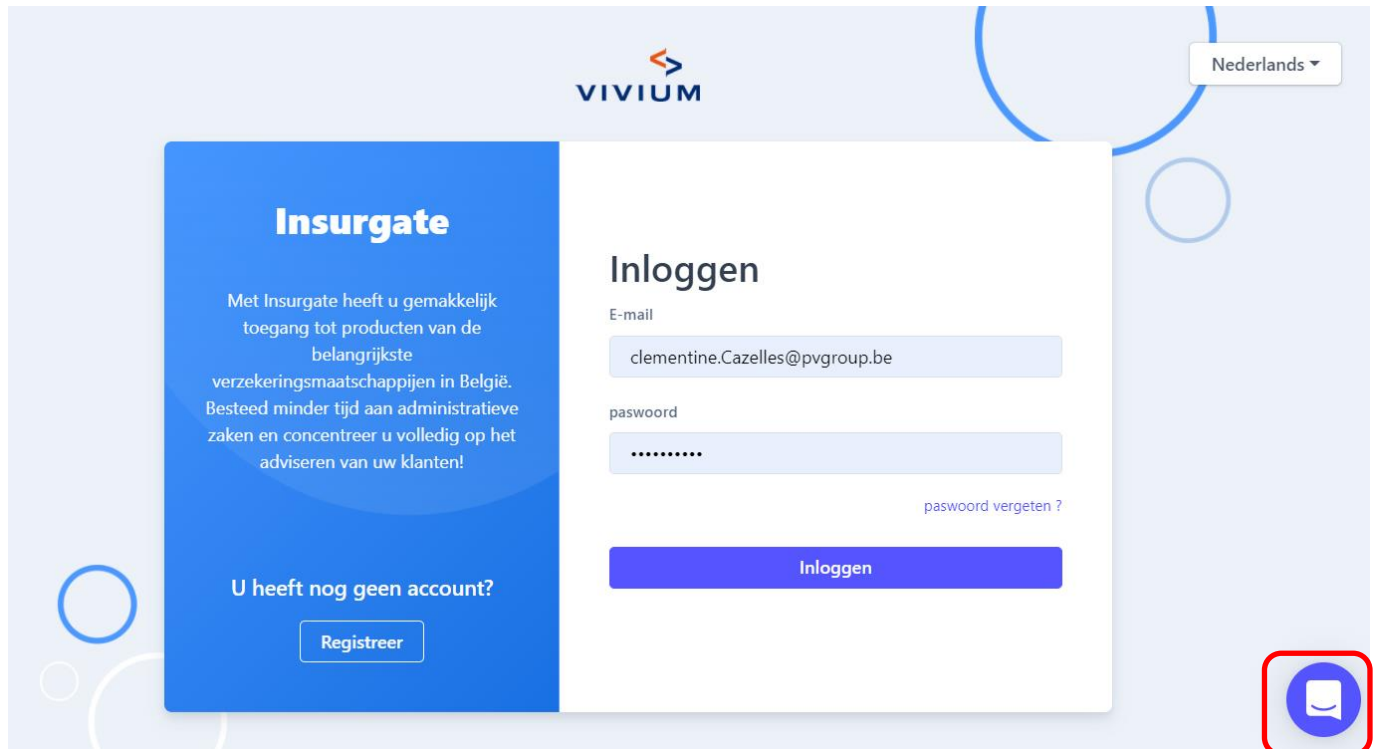 VIVIUM
Nederlands
Insurgate
Met Insurgate heeft u gemakkelijk
toegang tot producten van de
belangrijkste
verzekeringsmaatschappijen in België.
Besteed minder tijd aan administratieve
zaken en concentreer u volledig op het
adviseren van uw klanten!
U heeft nog geen account?
Registreer
Inloggen
E-mail
clementine.Cazelles@pvgroup.be
paswoord
••••••••••
paswoord vergeten ?
Inloggen